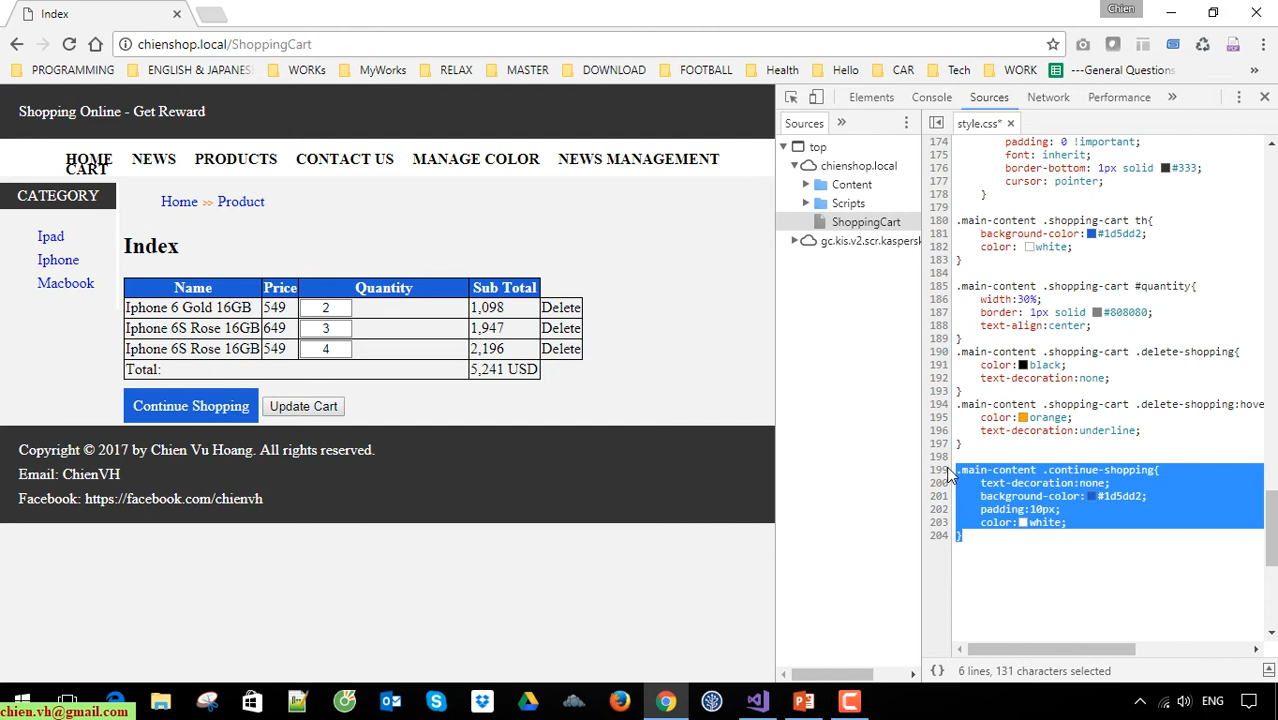 Index
Chien
chienshop.local/ShoppingCart
PROGRAMMING
ENGLISH & JAPANES
WORKs
MyWorks
RELAX
MASTER
DOWNLOAD
FOOTBALL
Health
Hello
CAR
Tech
WORK
---General Questions
»
Shopping Online - Get Reward
HOME NEWS PRODUCTS CONTACT US MANAGE COLOR NEWS MANAGEMENT
CART
CATEGORY
Ipad
Iphone
Macbook
Home >> Product
Index
Name Price Quantity Sub Total
Iphone 6 Gold 16GB 549 2 1,098 Delete
Iphone 6S Rose 16GB 649 3 1,947 Delete
Iphone 6S Rose 16GB 549 4 2,196 Delete
Total: 5,241 USD
Continue Shopping
Update Cart
Copyright © 2017 by Chien Vu Hoang. All rights reserved.
Email: ChienVH
Facebook: https://facebook.com/chienvh
Elements Console Sources Network Performance »
Sources »
style.css*
top
chienshop.local
Content
Scripts
ShoppingCart
gc.kis.v2.scr.kaspersk
174 padding: 0 !important;
175 font: inherit;
176 border-bottom: 1px solid #333;
177 cursor: pointer;
178 }
179
180 .main-content .shopping-cart th{
181 background-color:#1d5dd2;
182 color: white;
183 }
184
185 .main-content .shopping-cart #quantity{
186 width:30%;
187 border: 1px solid #808080;
188 text-align:center;
189 }
190 .main-content .shopping-cart .delete-shopping{
191 color:black;
192 text-decoration:none;
193 }
194 .main-content .shopping-cart .delete-shopping:hove
195 color:orange;
196 text-decoration:underline;
197 }
198
199 .main-content .continue-shopping{
200 text-decoration:none;
201 background-color:#1d5dd2;
202 padding:10px;
203 color:white;
204 }
{} 6 lines, 131 characters selected
ENG
chien.vh@gmail.com